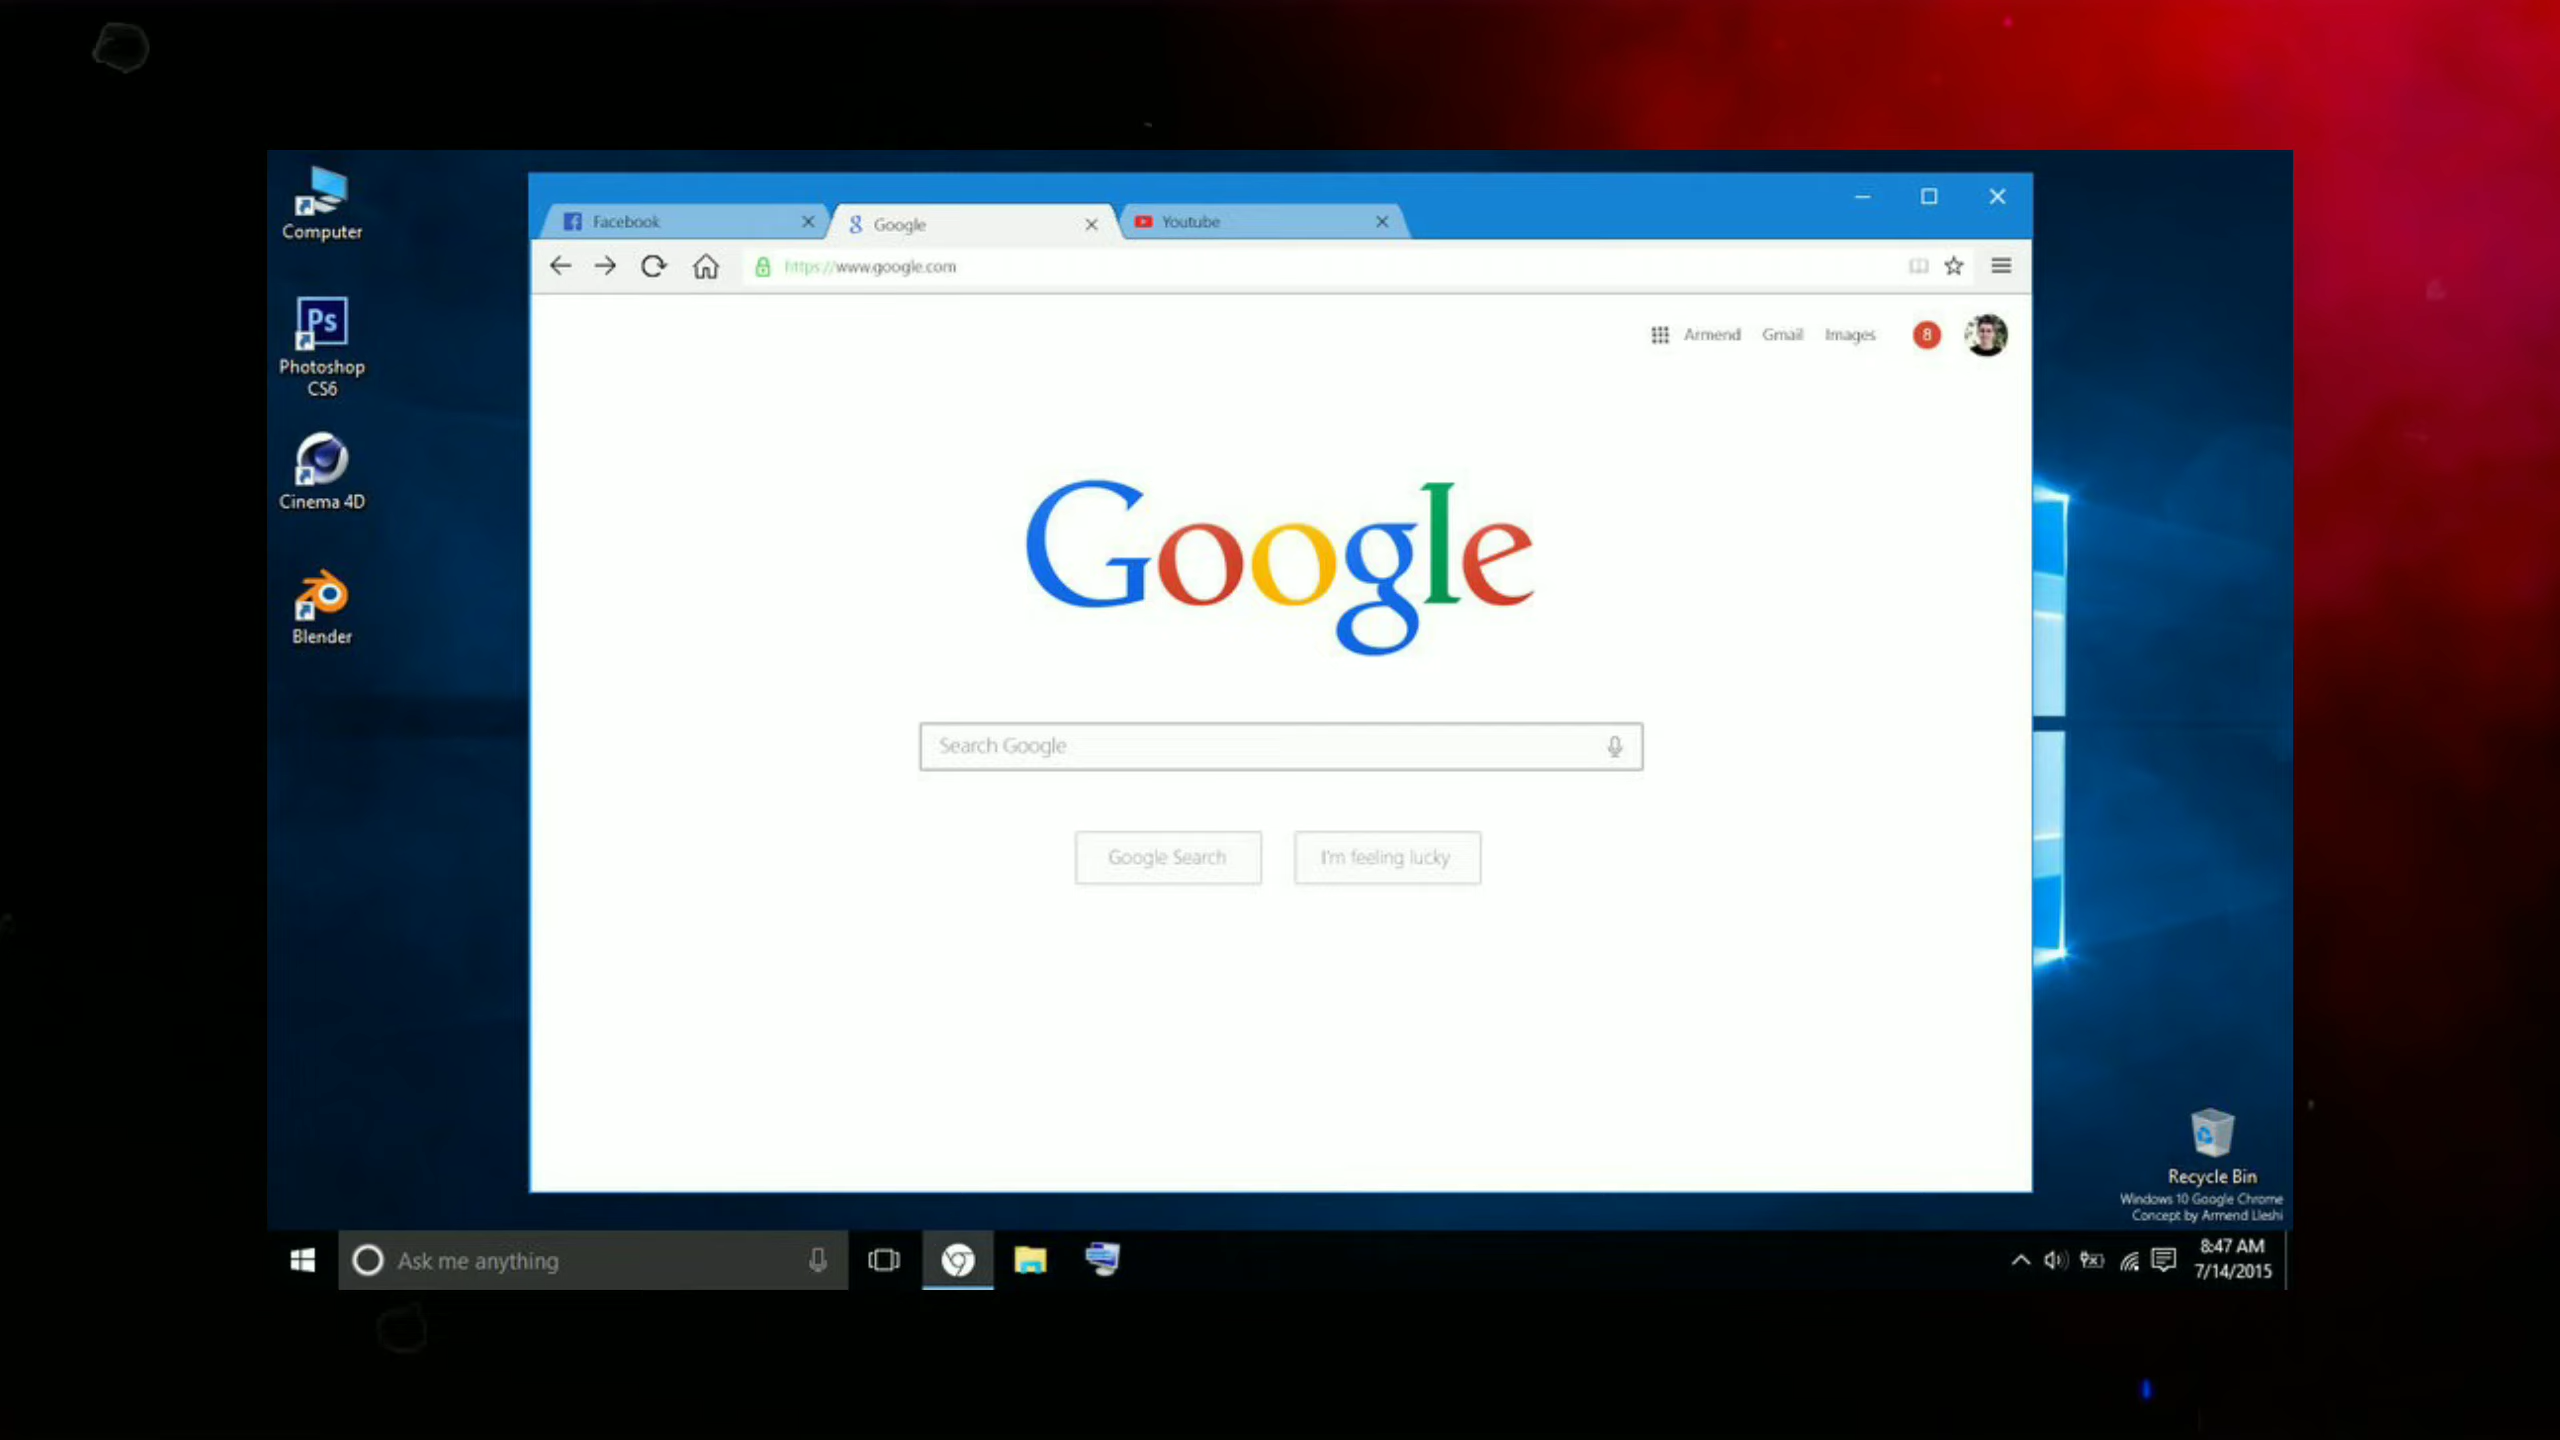 Computer
Ps
Photoshop
CS6
Cinema 4D
Blender
Facebook
Google
Youtube
https://www.google.com
Armend Gmail Images 8
Google
Search Google
Google Search
I'm feeling lucky
Recycle Bin
Windows 10 Google Chrome
Concept by Armend Lleshi
Ask me anything
8:47 AM
7/14/2015